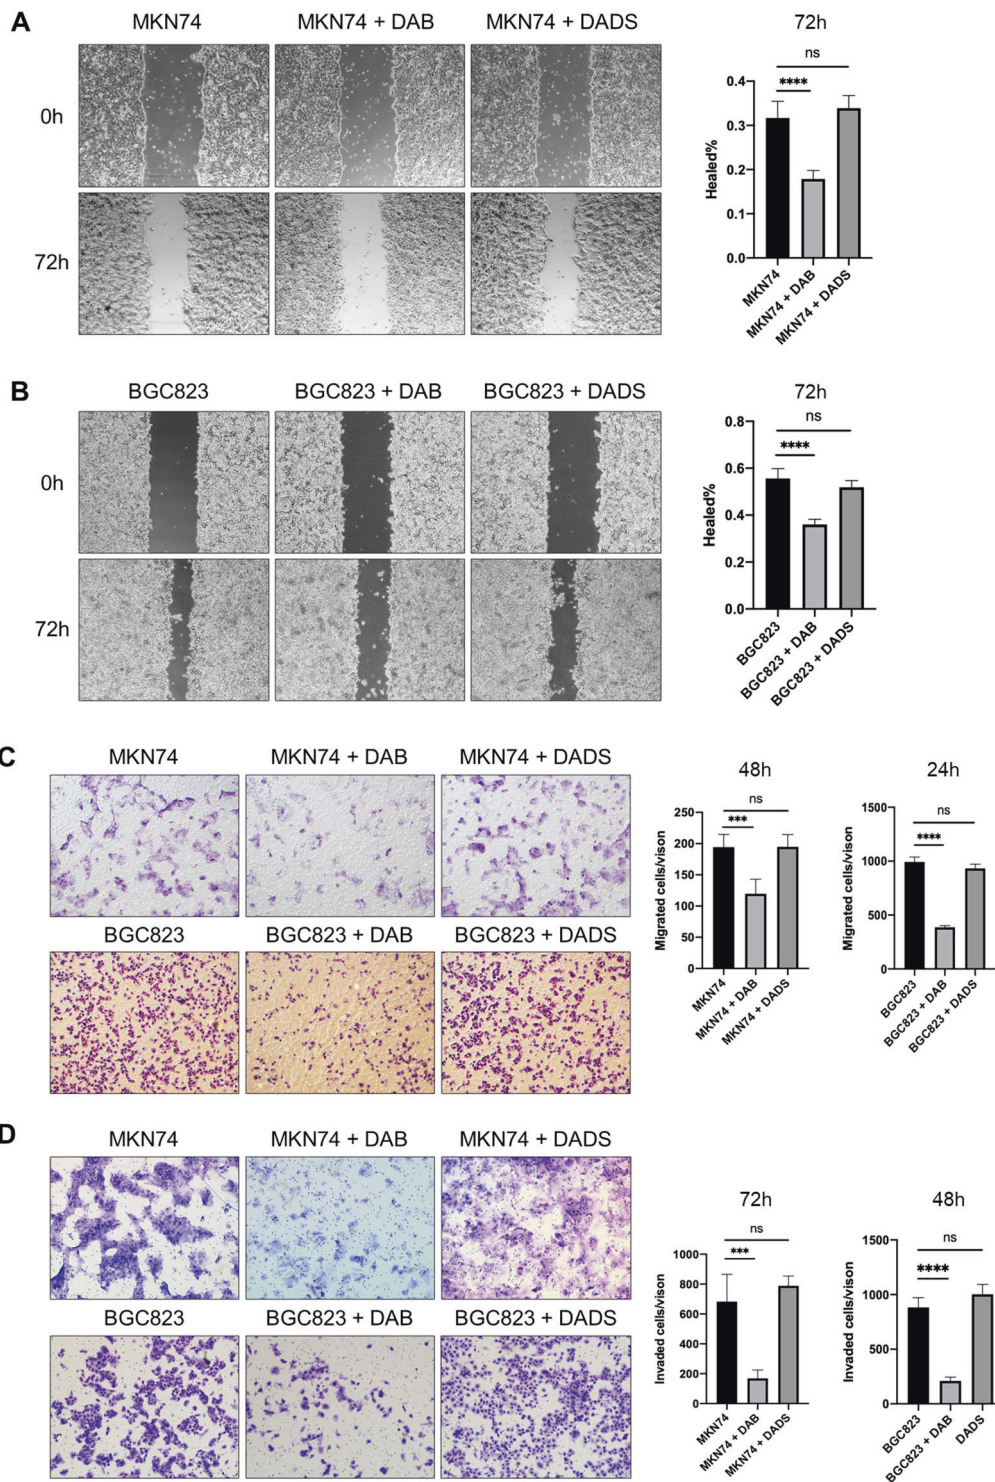 A
MKN74
MKN74 + DAB
MKN74 + DADS
0h
72h
72h
ns
****
Healed%
0.4
0.3
0.2
0.1
0.0
MKN74
MKN74 + DAB
MKN74 + DADS
B
BGC823
BGC823 + DAB
BGC823 + DADS
0h
72h
72h
ns
****
Healed%
0.8
0.6
0.4
0.2
0.0
BGC823
BGC823 + DAB
BGC823 + DADS
C
MKN74
MKN74 + DAB
MKN74 + DADS
BGC823
BGC823 + DAB
BGC823 + DADS
48h
ns
***
Migrated cells/vison
250
200
150
100
50
0
MKN74
MKN74 + DAB
MKN74 + DADS
24h
ns
****
Migrated cells/vison
1500
1000
500
0
BGC823
BGC823 + DAB
BGC823 + DADS
D
MKN74
MKN74 + DAB
MKN74 + DADS
BGC823
BGC823 + DAB
BGC823 + DADS
72h
ns
***
Invaded cells/vison
1000
800
600
400
200
0
MKN74
MKN74 + DAB
MKN74 + DADS
48h
ns
****
Invaded cells/vison
1500
1000
500
0
BGC823
BGC823 + DAB
DADS